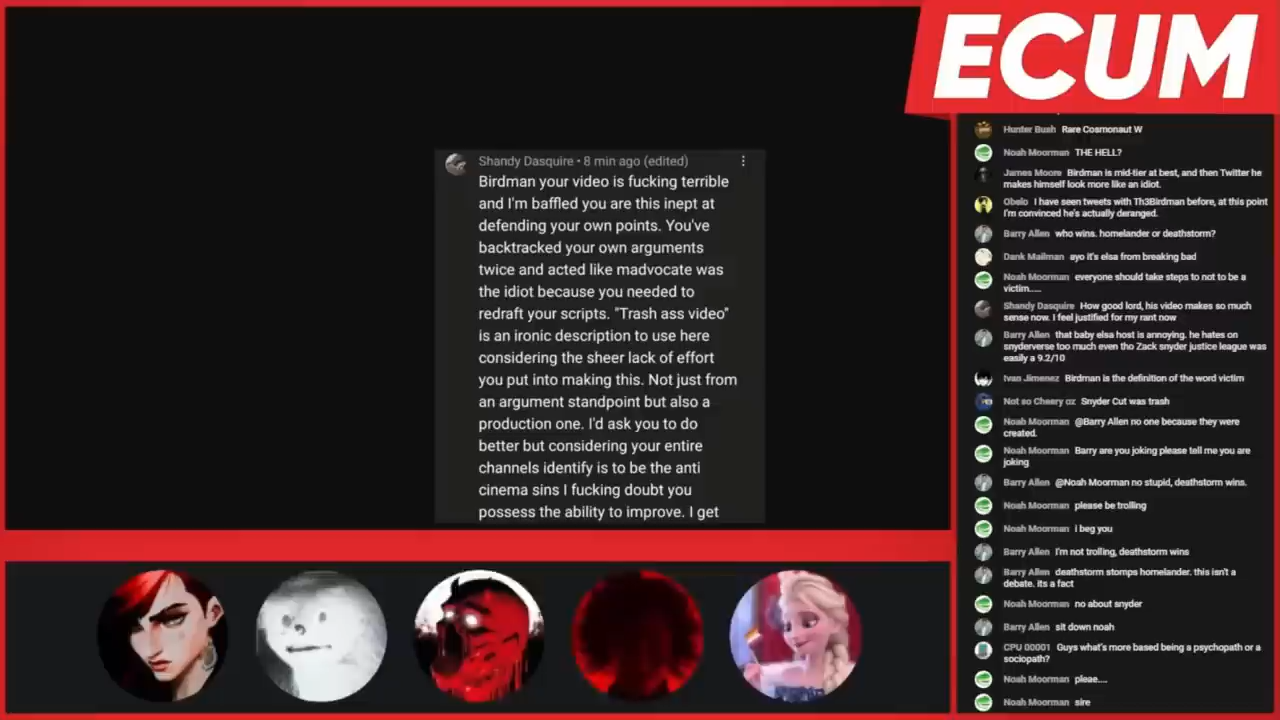 ECUM
Shandy Dasquire • 8 min ago (edited)
Birdman your video is fucking terrible
and I'm baffled you are this inept at
defending your own points. You've
backtracked your own arguments
twice and acted like madvocate was
the idiot because you needed to
redraft your scripts. "Trash ass video"
is an ironic description to use here
considering the sheer lack of effort
you put into making this. Not just from
an argument standpoint but also a
production one. I'd ask you to do
better but considering your entire
channels identify is to be the anti
cinema sins I fucking doubt you
possess the ability to improve. I get
Hunter Bush Rare Cosmonaut W
Noah Moorman THE HELL?
James Moore Birdman is mid-tier at best, and then Twitter he
makes himself look more like an idiot.
Obelo I have seen tweets with Th3Birdman before, at this point
I'm convinced he's actually deranged.
Barry Allen who wins. homelander or deathstorm?
Dank Mailman ayo it's elsa from breaking bad
Noah Moorman everyone should take steps to not to be a
victim.....
Shandy Dasquire How good lord, his video makes so much
sense now. I feel justified for my rant now
Barry Allen that baby elsa host is annoying. he hates on
snyderverse too much even tho Zack snyder justice league was
easily a 9.2/10
Ivan Jimenez Birdman is the definition of the word victim
Not so Cheery oz Snyder Cut was trash
Noah Moorman @Barry Allen no one because they were
created.
Noah Moorman Barry are you joking please tell me you are
joking
Barry Allen @Noah Moorman no stupid, deathstorm wins.
Noah Moorman please be trolling
Noah Moorman i beg you
Barry Allen I'm not trolling, deathstorm wins
Barry Allen deathstorm stomps homelander. this isn't a
debate. its a fact
Noah Moorman no about snyder
Barry Allen sit down noah
CPU 00001 Guys what's more based being a psychopath or a
sociopath?
Noah Moorman pleae....
Noah Moorman sire